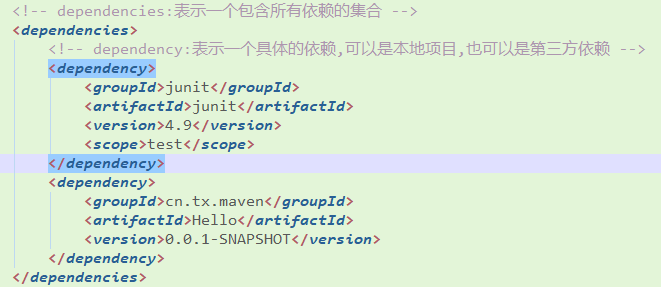 <!-- dependencies:表示一个包含所有依赖的集合 -->
<dependencies>
<!-- dependency:表示一个具体的依赖,可以是本地项目,也可以是第三方依赖 -->
<dependency>
<groupId>junit</groupId>
<artifactId>junit</artifactId>
<version>4.9</version>
<scope>test</scope>
</dependency>
<dependency>
<groupId>cn.tx.maven</groupId>
<artifactId>Hello</artifactId>
<version>0.0.1-SNAPSHOT</version>
</dependency>
</dependencies>